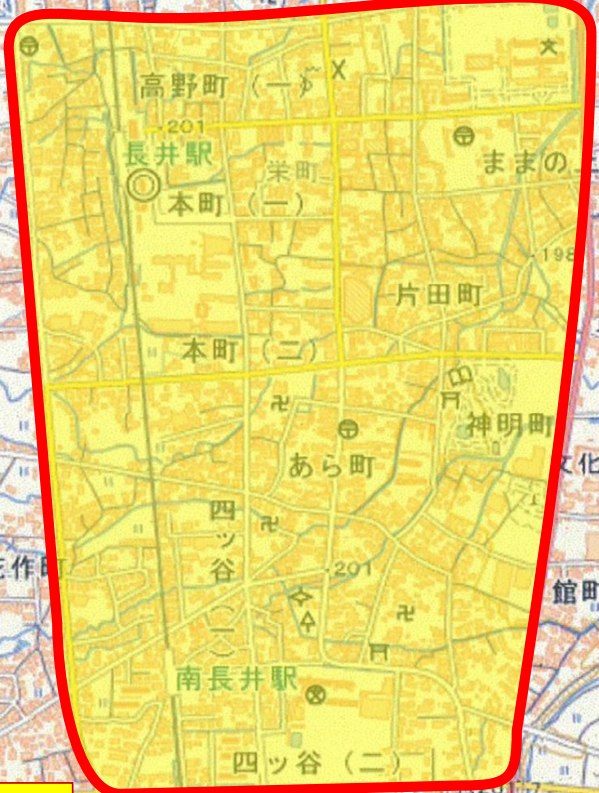 高野町（一）
201
長井駅
栄町
ままの上
本町（一）
198
片田町
本町（二）
神明町
あら町
文化
四ッ谷（一）
201
館町
南長井駅
四ッ谷（二）